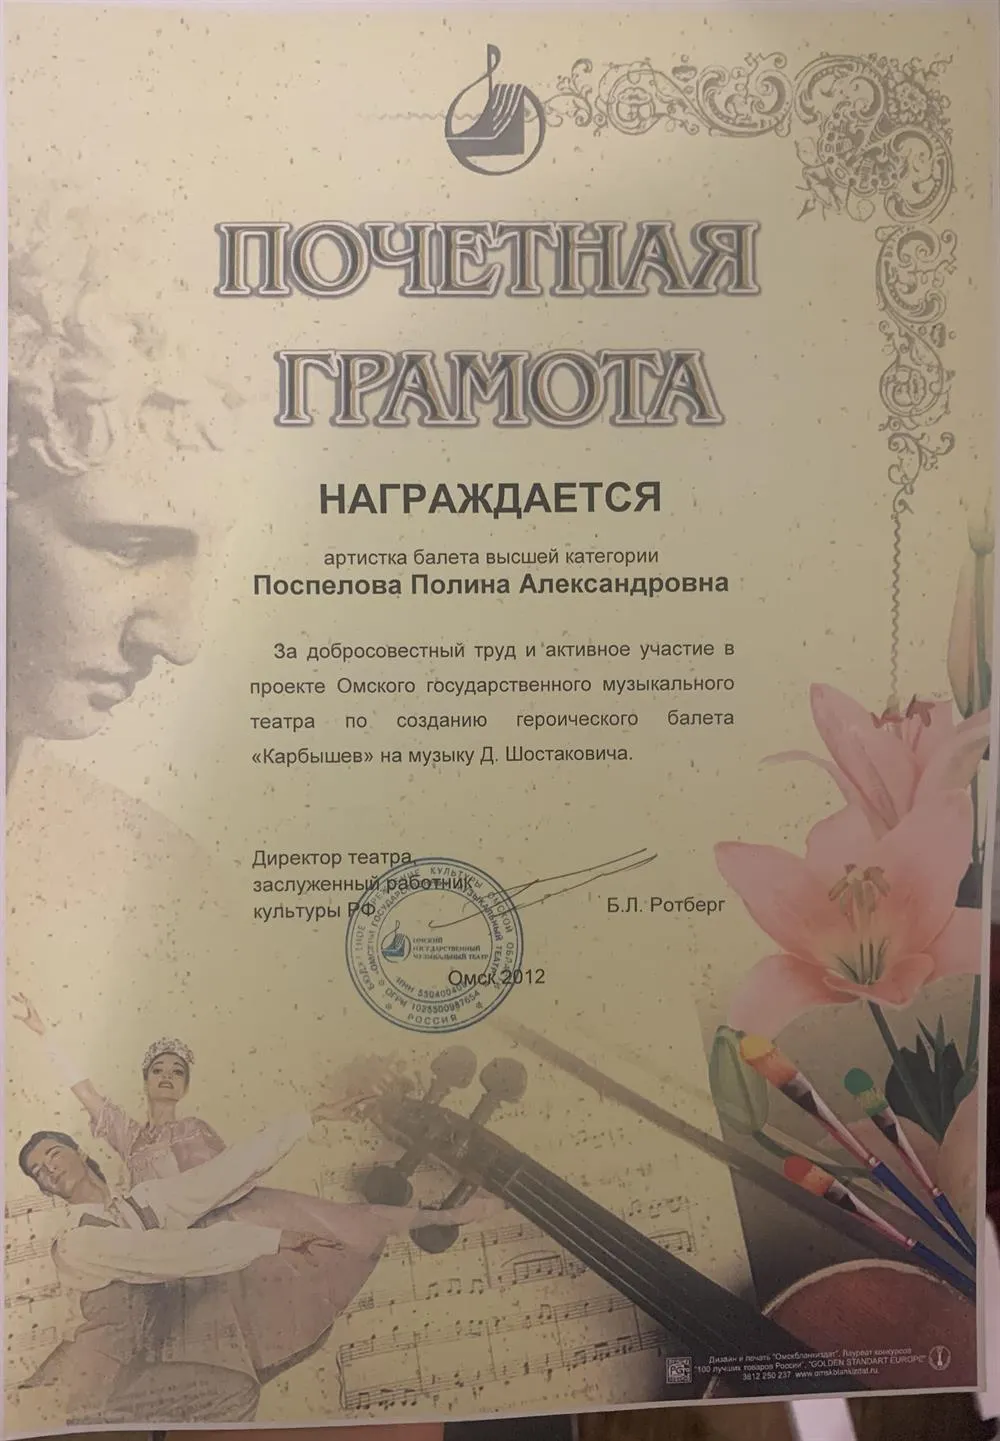 ПОЧЕТНАЯ
ГРАМОТА
НАГРАЖДАЕТСЯ
артистка балета высшей категории
Поспелова Полина Александровна
За добросовестный труд и активное участие в
проекте Омского государственного музыкального
театра по созданию героического балета
«Карбышев» на музыку Д. Шостаковича.
Директор театра,
заслуженный работник
культуры РФ
Б.Л. Ротберг
ОМСКИЙ
ГОСУДАРСТВЕННЫЙ
МУЗЫКАЛЬНЫЙ ТЕАТР
ОГРН 1025500987654
РОССИЯ
Омск 2012
Дизайн и печать "Омскбланкиздат". Лауреат конкурсов
"100 лучших товаров России", "GOLDEN STANDART EUROPE"
3812 250 237 www.omskblankizdat.ru.